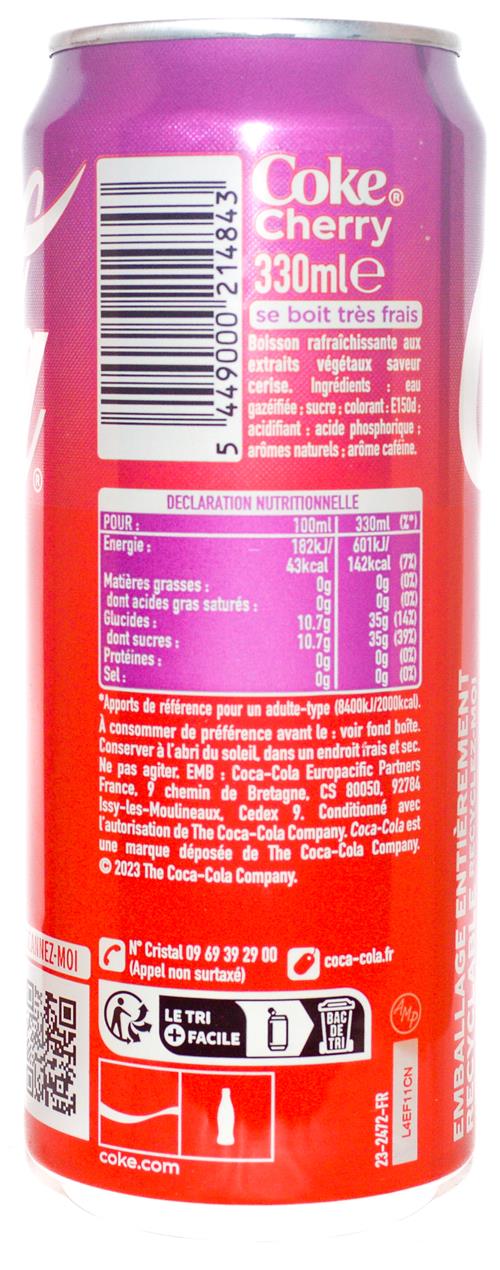 Coke®
Cherry
330ml℮
se boit très frais
Boisson rafraîchissante aux
extraits végétaux saveur
cerise. Ingrédients : eau
gazéifiée ; sucre ; colorant : E150d ;
acidifiant : acide phosphorique ;
arômes naturels ; arôme caféine.
5 449000 214843
DECLARATION NUTRITIONNELLE
POUR : 100ml 330ml (%*)
Energie : 182kJ/ 601kJ/
43kcal 142kcal (7%)
Matières grasses : 0g 0g (0%)
dont acides gras saturés : 0g 0g (0%)
Glucides : 10.7g 35g (14%)
dont sucres : 10.7g 35g (39%)
Protéines : 0g 0g (0%)
Sel : 0g 0g (0%)
*Apports de référence pour un adulte-type (8400kJ/2000kcal).
À consommer de préférence avant le : voir fond boîte.
Conserver à l'abri du soleil, dans un endroit frais et sec.
Ne pas agiter. EMB : Coca-Cola Europacific Partners
France, 9 chemin de Bretagne, CS 80050, 92784
Issy-les-Moulineaux, Cedex 9. Conditionné avec
l'autorisation de The Coca-Cola Company. Coca-Cola est
une marque déposée de The Coca-Cola Company.
© 2023 The Coca-Cola Company.
N° Cristal 09 69 39 29 00
(Appel non surtaxé)
coca-cola.fr
LE TRI
+ FACILE
BAC
DE
TRI
coke.com
23-2472-FR
L4EF11CN
AMP
EMBALLAGE ENTIÈREMENT
RECYCLABLE RECYCLEZ-MOI